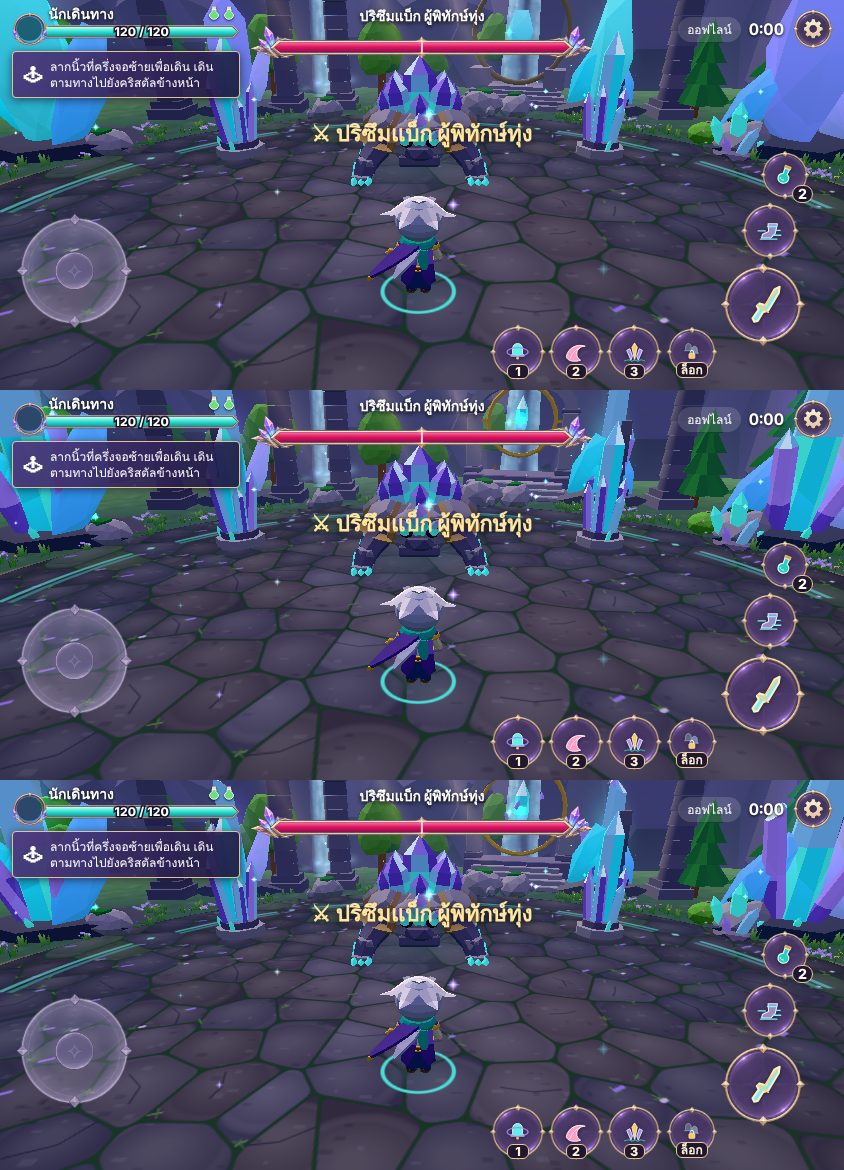 นักเดินทาง
120 / 120
ปริซึมแบ็ก ผู้พิทักษ์ทุ่ง
ออฟไลน์
0:00
ลากนิ้วที่ครึ่งจอซ้ายเพื่อเดิน เดิน
ตามทางไปยังคริสตัลข้างหน้า
⚔ ปริซึมแบ็ก ผู้พิทักษ์ทุ่ง
2
1
2
3
ล็อก
นักเดินทาง
120 / 120
ปริซึมแบ็ก ผู้พิทักษ์ทุ่ง
ออฟไลน์
0:00
ลากนิ้วที่ครึ่งจอซ้ายเพื่อเดิน เดิน
ตามทางไปยังคริสตัลข้างหน้า
⚔ ปริซึมแบ็ก ผู้พิทักษ์ทุ่ง
2
1
2
3
ล็อก
นักเดินทาง
120 / 120
ปริซึมแบ็ก ผู้พิทักษ์ทุ่ง
ออฟไลน์
0:00
ลากนิ้วที่ครึ่งจอซ้ายเพื่อเดิน เดิน
ตามทางไปยังคริสตัลข้างหน้า
⚔ ปริซึมแบ็ก ผู้พิทักษ์ทุ่ง
2
1
2
3
ล็อก